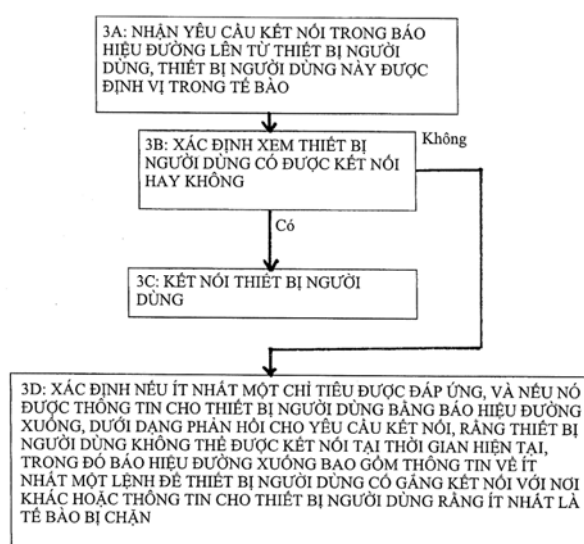 3A: NHẬN YÊU CẦU KẾT NỐI TRONG BÁO
HIỆU ĐƯỜNG LÊN TỪ THIẾT BỊ NGƯỜI
DÙNG, THIẾT BỊ NGƯỜI DÙNG NÀY ĐƯỢC
ĐỊNH VỊ TRONG TẾ BÀO
3B: XÁC ĐỊNH XEM THIẾT BỊ
NGƯỜI DÙNG CÓ ĐƯỢC KẾT NỐI
HAY KHÔNG
Không
Có
3C: KẾT NỐI THIẾT BỊ NGƯỜI
DÙNG
3D: XÁC ĐỊNH NẾU ÍT NHẤT MỘT CHỈ TIÊU ĐƯỢC ĐÁP ỨNG, VÀ NẾU NÓ
ĐƯỢC THÔNG TIN CHO THIẾT BỊ NGƯỜI DÙNG BẰNG BÁO HIỆU ĐƯỜNG
XUỐNG, DƯỚI DẠNG PHẢN HỒI CHO YÊU CẦU KẾT NỐI, RẰNG THIẾT BỊ
NGƯỜI DÙNG KHÔNG THỂ ĐƯỢC KẾT NỐI TẠI THỜI GIAN HIỆN TẠI,
TRONG ĐÓ BÁO HIỆU ĐƯỜNG XUỐNG BAO GỒM THÔNG TIN VỀ ÍT
NHẤT MỘT LỆNH ĐỂ THIẾT BỊ NGƯỜI DÙNG CỐ GẮNG KẾT NỐI VỚI NƠI
KHÁC HOẶC THÔNG TIN CHO THIẾT BỊ NGƯỜI DÙNG RẰNG ÍT NHẤT LÀ
TẾ BÀO BỊ CHẶN